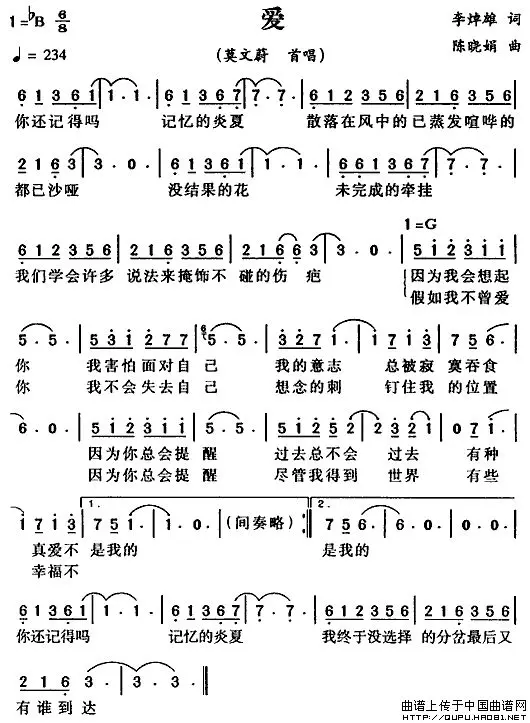 1=♭B 6/8
爱
李焯雄 词
♩= 234
(莫文蔚 首唱)
陈晓娟 曲
6 1 3 6 1 | 1· 1· | 6 1 3 6 7 | 7· 7· | 6 1 2 3 5 6 | 2 1 6 3 5 6 |
你还记得吗 记忆的炎夏 散落在风中的已蒸发喧哗的
2 1 6 3 | 3· 0· | 6 1 3 6 1 | 1· 0· | 6 1 3 6 7 | 7· 0· |
都已沙哑 没结果的花 未完成的牵挂
1=G
6 1 2 3 5 6 | 2 1 6 3 5 6 | 2 1 6 6 3 | 3· 0· | 5 1 2 3 1 |
我们学会许多 说法来掩饰不 碰的伤 疤 因为我会想起
假如我不曾爱
5· 5· | 5 3 1 2 7 7 | 5· 5· | 3 2 7 1 | 1 7 1 3 | 7 5 6 |
你 我害怕面对自己 我的意志 总被寂 寞吞食
你 我不会失去自己 想念的刺 钉住我 的位置
6· 0· | 5 1 2 3 1 | 5· 5· | 5 1 5 2 | 2 3 2 1 | 0 7 1 |
因为你总会提 醒 过去总不会 过去 有种
因为你总会提 醒 尽管我得到 世界 有些
1 7 1 3 | 1. 7 5 1· | 1· 0· | (间奏略) :| 2. 7 5 6· | 6· 0· | 0· 0· |
真爱不 是我的 是我的
幸福不
6 1 3 6 1 | 1· 1· | 6 1 3 6 7 | 7· 7· | 6 1 2 3 5 6 | 2 1 6 3 5 6 |
你还记得吗 记忆的炎夏 我终于没选择 的分岔最后又
2 1 6 3· | 3· 3· ‖
有谁到达
曲谱上传于中国曲谱网
HTTP://WWW.QUPU.HAOKAN8.NET